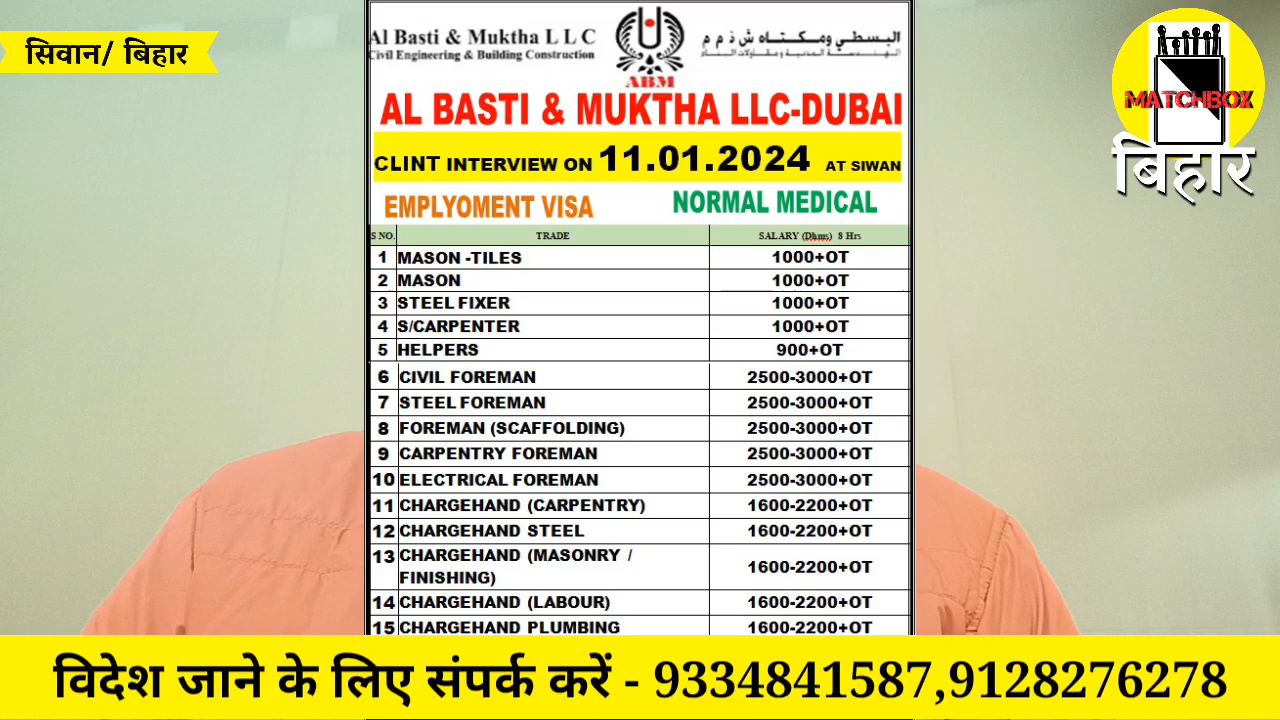 सिवान/ बिहार
Al Basti & Muktha L L C
Civil Engineering & Building Construction
البسطي ومكتاه ش ذ م م
ABM
AL BASTI & MUKTHA LLC-DUBAI
CLINT INTERVIEW ON 11.01.2024 AT SIWAN
EMPLYOMENT VISA NORMAL MEDICAL
MATCHBOX
बिहार
S NO. TRADE SALARY (Dhms) 8 Hrs
1 MASON -TILES 1000+OT
2 MASON 1000+OT
3 STEEL FIXER 1000+OT
4 S/CARPENTER 1000+OT
5 HELPERS 900+OT
6 CIVIL FOREMAN 2500-3000+OT
7 STEEL FOREMAN 2500-3000+OT
8 FOREMAN (SCAFFOLDING) 2500-3000+OT
9 CARPENTRY FOREMAN 2500-3000+OT
10 ELECTRICAL FOREMAN 2500-3000+OT
11 CHARGEHAND (CARPENTRY) 1600-2200+OT
12 CHARGEHAND STEEL 1600-2200+OT
13 CHARGEHAND (MASONRY / 1600-2200+OT
FINISHING)
14 CHARGEHAND (LABOUR) 1600-2200+OT
15 CHARGEHAND PLUMBING 1600-2200+OT
विदेश जाने के लिए संपर्क करें - 9334841587,9128276278